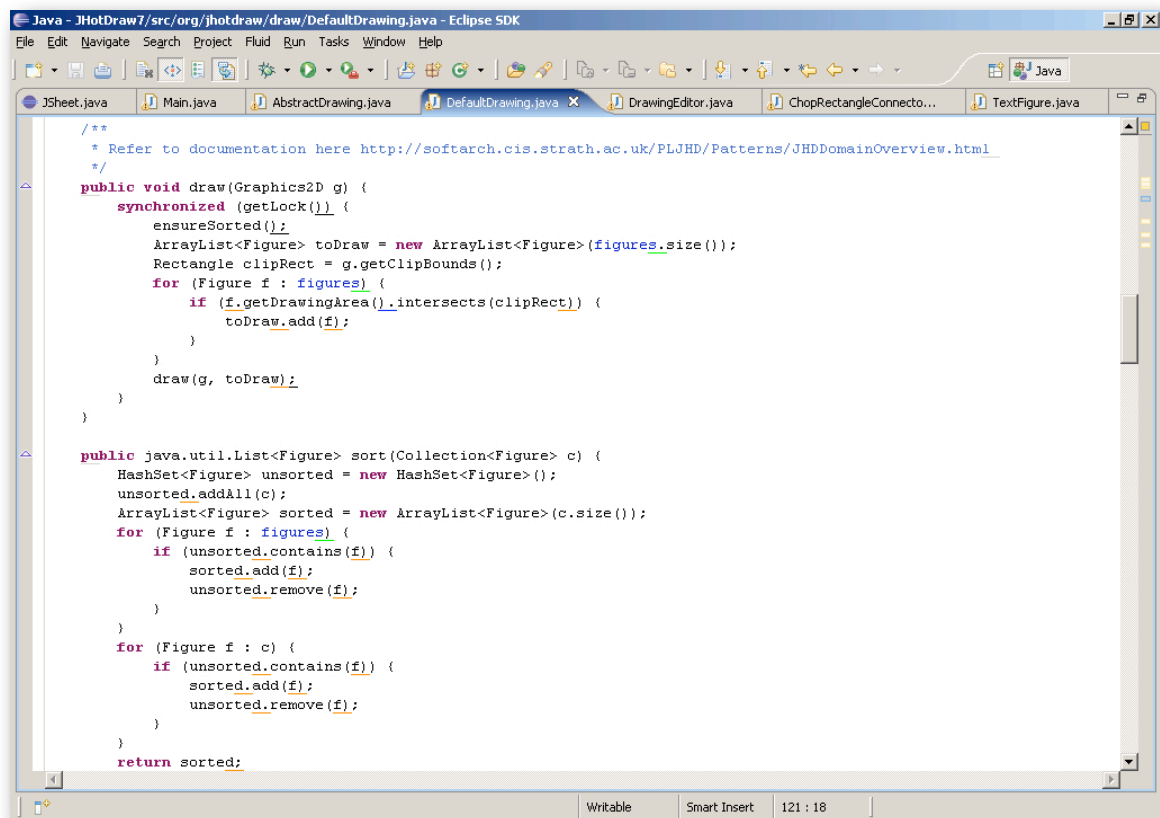 Java - JHotDraw7/src/org/jhotdraw/draw/DefaultDrawing.java - Eclipse SDK
File Edit Navigate Search Project Fluid Run Tasks Window Help
Java
JSheet.java Main.java AbstractDrawing.java DefaultDrawing.java DrawingEditor.java ChopRectangleConnecto... TextFigure.java
/**
* Refer to documentation here http://softarch.cis.strath.ac.uk/PLJHD/Patterns/JHDDomainOverview.html
*/
public void draw(Graphics2D g) {
synchronized (getLock()) {
ensureSorted();
ArrayList<Figure> toDraw = new ArrayList<Figure>(figures.size());
Rectangle clipRect = g.getClipBounds();
for (Figure f : figures) {
if (f.getDrawingArea().intersects(clipRect)) {
toDraw.add(f);
}
}
draw(g, toDraw);
}
}
public java.util.List<Figure> sort(Collection<Figure> c) {
HashSet<Figure> unsorted = new HashSet<Figure>();
unsorted.addAll(c);
ArrayList<Figure> sorted = new ArrayList<Figure>(c.size());
for (Figure f : figures) {
if (unsorted.contains(f)) {
sorted.add(f);
unsorted.remove(f);
}
}
for (Figure f : c) {
if (unsorted.contains(f)) {
sorted.add(f);
unsorted.remove(f);
}
}
return sorted;
Writable Smart Insert 121 : 18